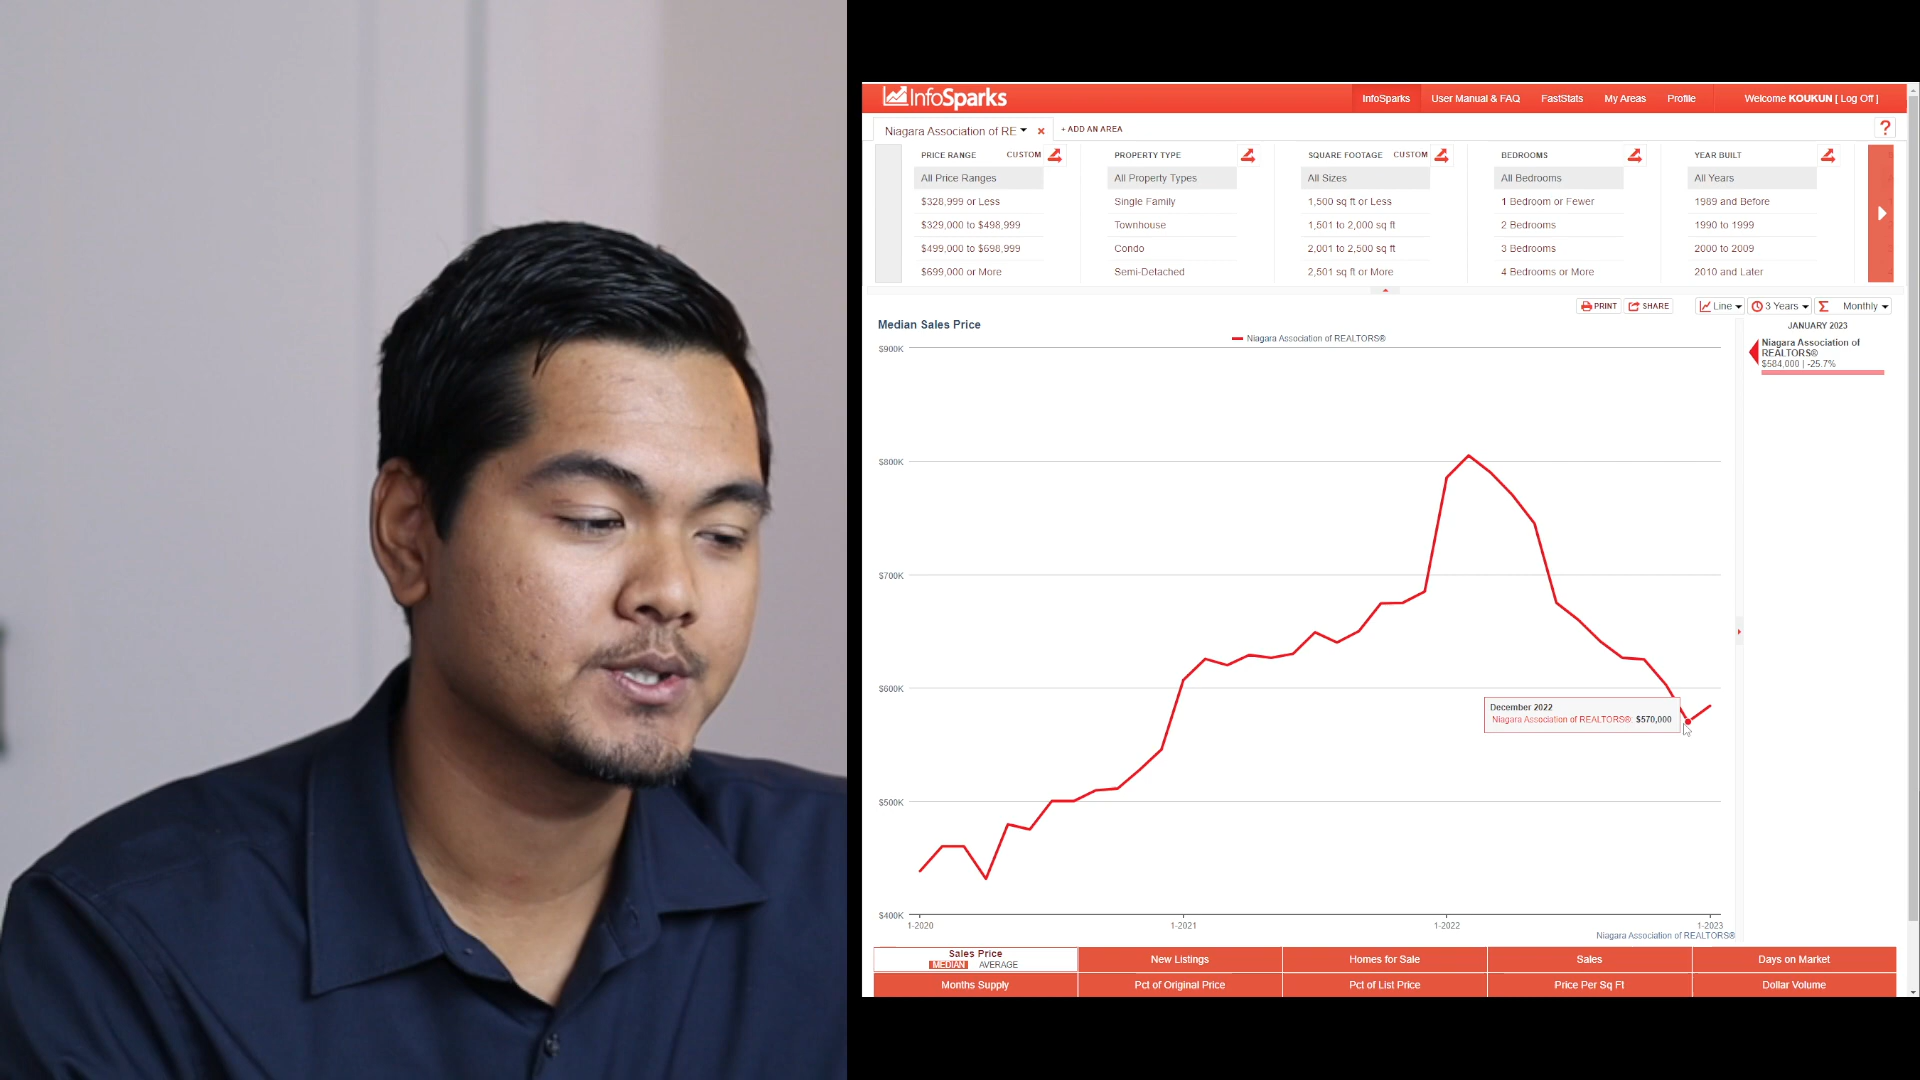 InfoSparks
InfoSparks User Manual & FAQ FastStats My Areas Profile Welcome KOUKUN [ Log Off ]
Niagara Association of RE + ADD AN AREA ?
PRICE RANGE CUSTOM
All Price Ranges
$328,999 or Less
$329,000 to $498,999
$499,000 to $698,999
$699,000 or More
PROPERTY TYPE
All Property Types
Single Family
Townhouse
Condo
Semi-Detached
SQUARE FOOTAGE CUSTOM
All Sizes
1,500 sq ft or Less
1,501 to 2,000 sq ft
2,001 to 2,500 sq ft
2,501 sq ft or More
BEDROOMS
All Bedrooms
1 Bedroom or Fewer
2 Bedrooms
3 Bedrooms
4 Bedrooms or More
YEAR BUILT
All Years
1989 and Before
1990 to 1999
2000 to 2009
2010 and Later
PRINT SHARE Line 3 Years Σ Monthly
Median Sales Price
Niagara Association of REALTORS®
JANUARY 2023
Niagara Association of
REALTORS®
$584,000 | -25.7%
$900K
$800K
$700K
$600K
$500K
$400K
December 2022
Niagara Association of REALTORS®: $570,000
1-2020 1-2021 1-2022 1-2023
Niagara Association of REALTORS®
Sales Price
MEDIAN AVERAGE
New Listings Homes for Sale Sales Days on Market
Months Supply Pct of Original Price Pct of List Price Price Per Sq Ft Dollar Volume